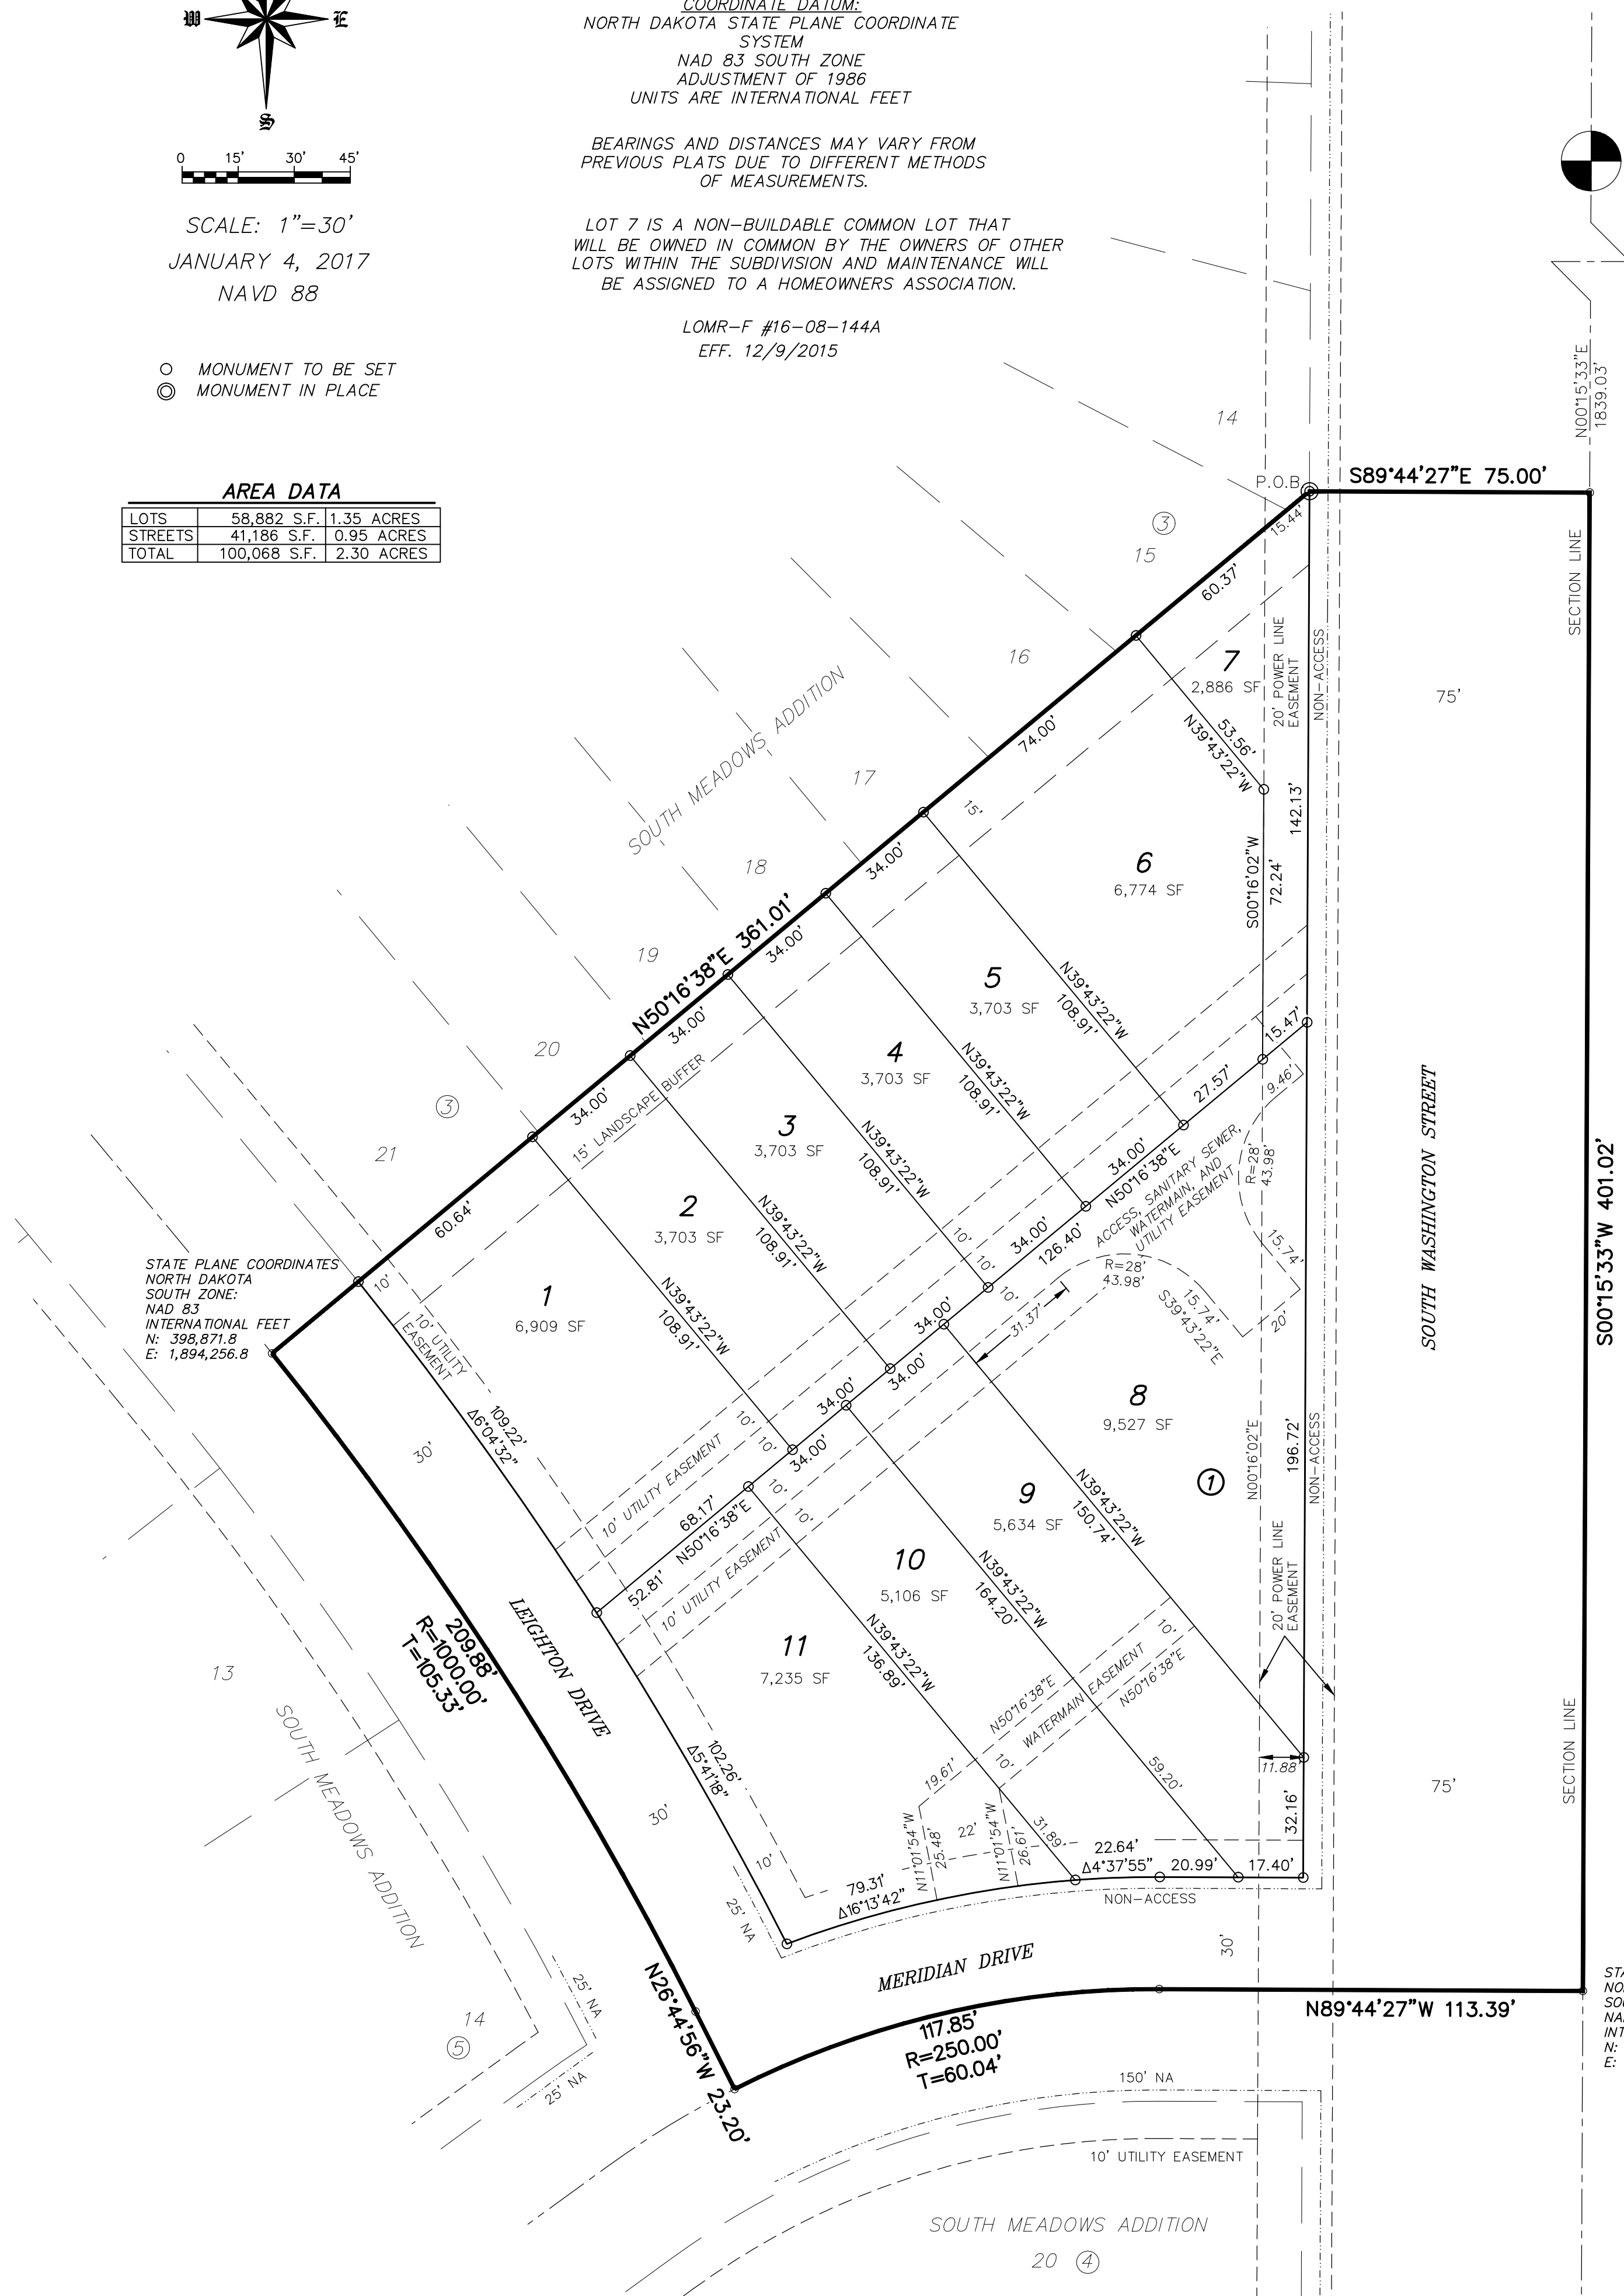 W
E
S
0
15'
30'
45'
SCALE: 1"=30'
JANUARY 4, 2017
NAVD 88
COORDINATE DATUM:
NORTH DAKOTA STATE PLANE COORDINATE
SYSTEM
NAD 83 SOUTH ZONE
ADJUSTMENT OF 1986
UNITS ARE INTERNATIONAL FEET
BEARINGS AND DISTANCES MAY VARY FROM
PREVIOUS PLATS DUE TO DIFFERENT METHODS
OF MEASUREMENTS.
LOT 7 IS A NON-BUILDABLE COMMON LOT THAT
WILL BE OWNED IN COMMON BY THE OWNERS OF OTHER
LOTS WITHIN THE SUBDIVISION AND MAINTENANCE WILL
BE ASSIGNED TO A HOMEOWNERS ASSOCIATION.
LOMR-F #16-08-144A
EFF. 12/9/2015
MONUMENT TO BE SET
MONUMENT IN PLACE
AREA DATA
LOTS 58,882 S.F. 1.35 ACRES
STREETS 41,186 S.F. 0.95 ACRES
TOTAL 100,068 S.F. 2.30 ACRES
N00°15'33"E
1839.03'
14
P.O.B.
S89°44'27"E 75.00'
15.44'
3
15
60.37'
SECTION LINE
16
7
2,886 SF
20' POWER LINE
EASEMENT
NON-ACCESS
75'
53.56'
N39°43'22"W
74.00'
SOUTH MEADOWS ADDITION
17
15'
142.13'
S00°16'02"W
72.24'
18
34.00'
6
6,774 SF
N50°16'38"E 361.01'
34.00'
19
5
3,703 SF
N39°43'22"W
108.91'
34.00'
20
4
3,703 SF
N39°43'22"W
108.91'
15.47'
27.57'
9.46'
3
34.00'
15' LANDSCAPE BUFFER
3
3,703 SF
N39°43'22"W
108.91'
34.00'
N50°16'38"E
ACCESS, SANITARY SEWER,
WATERMAIN, AND
UTILITY EASEMENT
R=28'
43.98'
15.74'
21
SOUTH WASHINGTON STREET
S00°15'33"W 401.02'
60.64'
2
3,703 SF
N39°43'22"W
108.91'
10'
10'
10'
34.00'
126.40'
R=28'
43.98'
15.74'
S39°43'22"E
20'
31.37'
STATE PLANE COORDINATES
NORTH DAKOTA
SOUTH ZONE:
NAD 83
INTERNATIONAL FEET
N: 398,871.8
E: 1,894,256.8
10'
10' UTILITY
EASEMENT
1
6,909 SF
N39°43'22"W
108.91'
34.00'
34.00'
34.00'
34.00'
8
9,527 SF
109.22'
Δ6°04'32"
30'
10'
10'
10' UTILITY EASEMENT
N00°16'02"E
196.72'
NON-ACCESS
1
68.17'
N50°16'38"E
52.81'
10'
10'
10' UTILITY EASEMENT
9
5,634 SF
N39°43'22"W
150.74'
10
5,106 SF
N39°43'22"W
164.20'
20' POWER LINE
EASEMENT
209.88'
R=1000.00'
T=105.33'
LEIGHTON DRIVE
11
7,235 SF
N39°43'22"W
136.89'
10'
N50°16'38"E
WATERMAIN EASEMENT
N50°16'38"E
13
SOUTH MEADOWS ADDITION
102.26'
Δ5°41'18"
30'
10'
19.61'
10'
59.20'
11.88'
SECTION LINE
75'
32.16'
N11°01'54"W
25.48'
22'
N11°01'54"W
26.61'
31.89'
22.64'
Δ4°37'55"
20.99'
17.40'
79.31'
Δ16°13'42"
NON-ACCESS
25' NA
MERIDIAN DRIVE
30'
N26°44'56"W 23.20'
25' NA
14
5
25' NA
117.85'
R=250.00'
T=60.04'
N89°44'27"W 113.39'
N:
E:
150' NA
10' UTILITY EASEMENT
SOUTH MEADOWS ADDITION
20 4